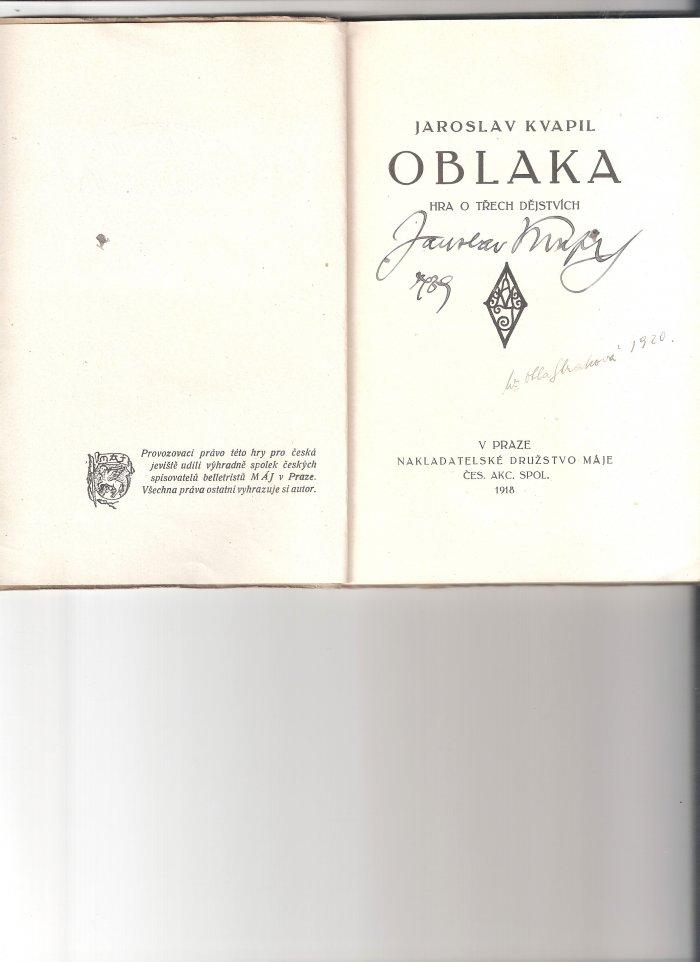 Provozovací právo této hry pro česká
jeviště udílí výhradně spolek českých
spisovatelů belletristů MÁJ v Praze.
Všechna práva ostatní vyhrazuje si autor.
MÁJ
JAROSLAV KVAPIL
OBLAKA
HRA O TŘECH DĚJSTVÍCH
Jaroslav Kvapil
1920.
V PRAZE
NAKLADATELSKÉ DRUŽSTVO MÁJE
ČES. AKC. SPOL.
1918